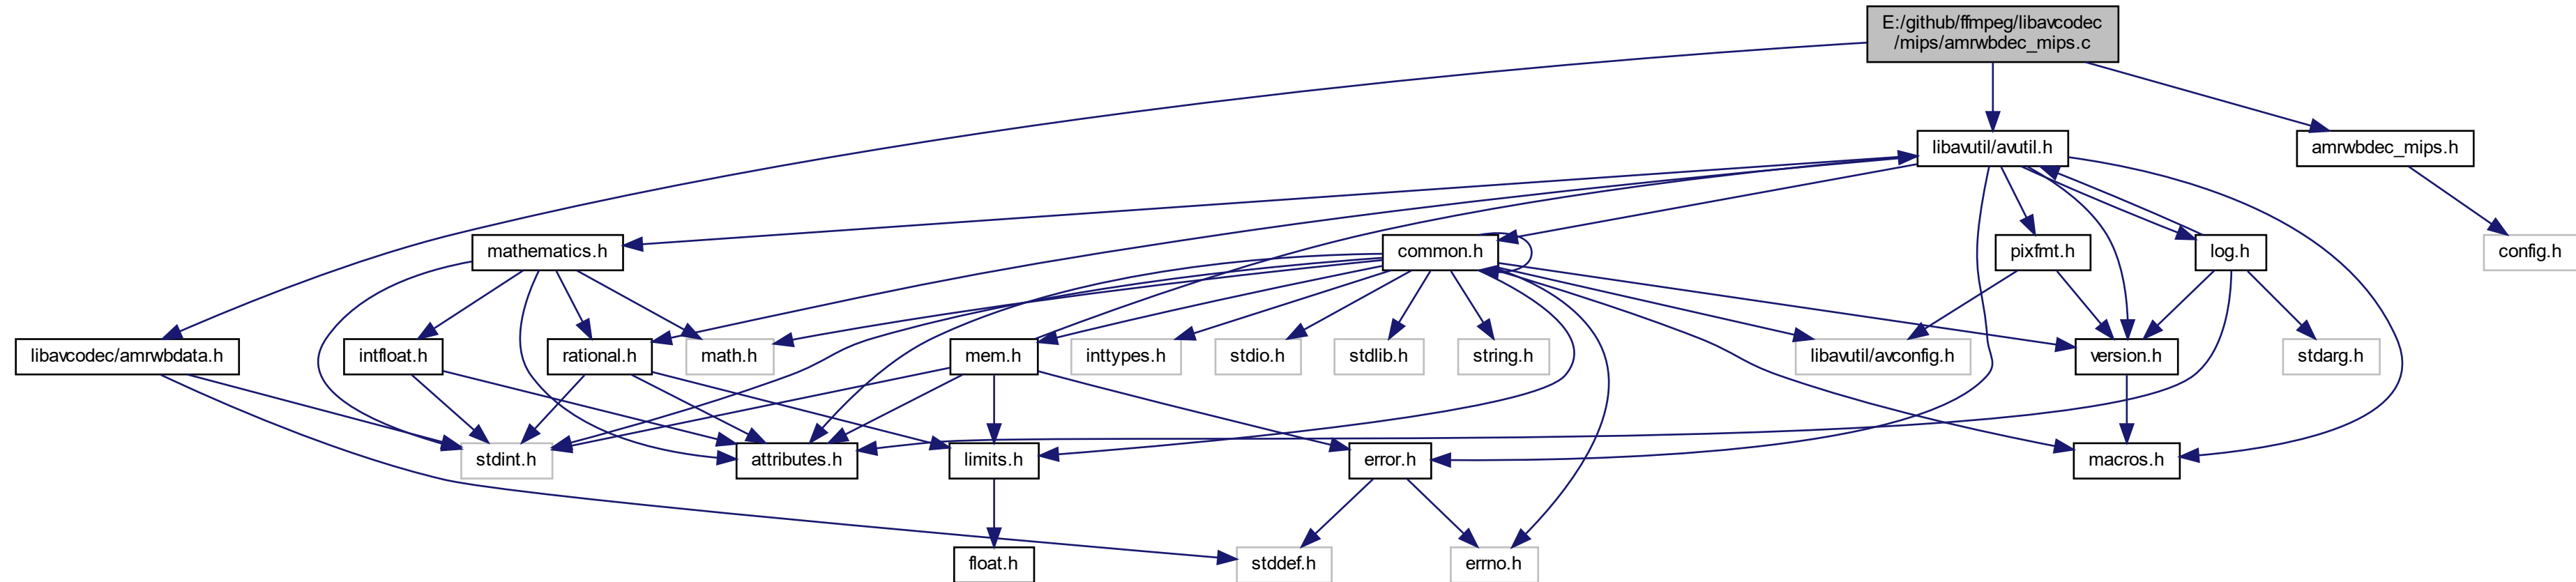 E:/github/ffmpeg/libavcodec
/mips/amrwbdec_mips.c
libavutil/avutil.h
amrwbdec_mips.h
mathematics.h
common.h
pixfmt.h
log.h
config.h
libavcodec/amrwbdata.h
intfloat.h
rational.h
math.h
mem.h
inttypes.h
stdio.h
stdlib.h
string.h
libavutil/avconfig.h
version.h
stdarg.h
stdint.h
attributes.h
limits.h
error.h
macros.h
float.h
stddef.h
errno.h